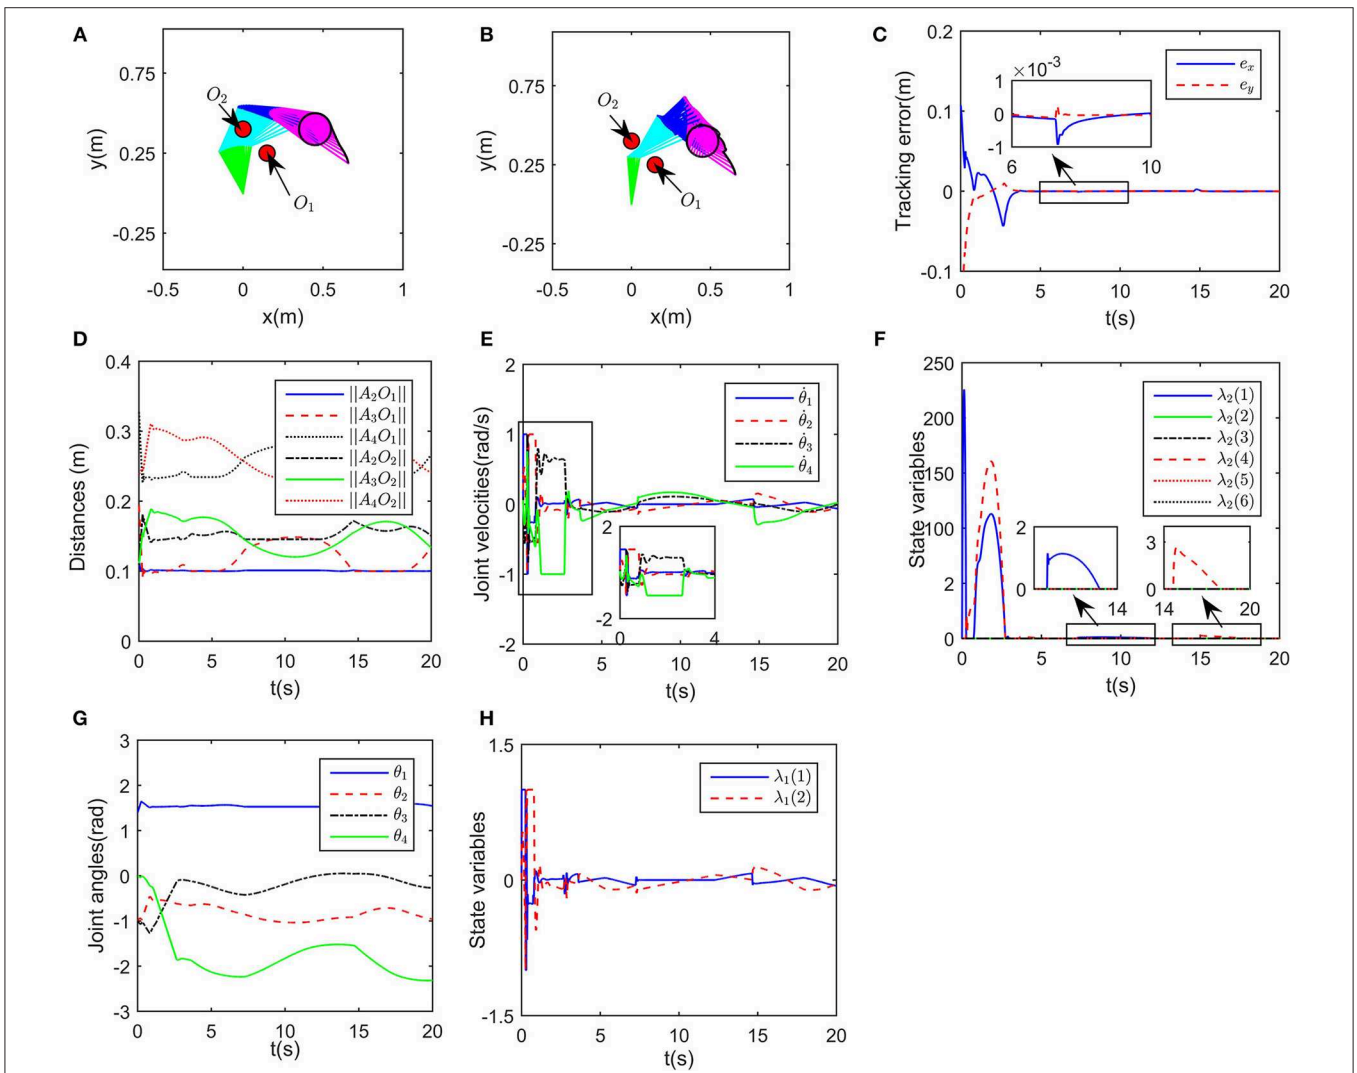 A
y(m)
0.75
0.25
-0.25
-0.5 0 0.5 1
x(m)
O₂
O₁
B
y(m)
0.75
0.25
-0.25
-0.5 0 0.5 1
x(m)
O₂
O₁
C
Tracking error(m)
0.2
0.1
0
-0.1
0 5 10 15 20
t(s)
eₓ
e_y
×10⁻³
1
0
-1
6 10
D
Distances (m)
0.4
0.3
0.2
0.1
0
0 5 10 15 20
t(s)
||A₂O₁||
||A₃O₁||
||A₄O₁||
||A₂O₂||
||A₃O₂||
||A₄O₂||
E
Joint velocities(rad/s)
2
1
0
-1
-2
0 5 10 15 20
t(s)
θ̇₁
θ̇₂
θ̇₃
θ̇₄
2
-2
0 4
F
State variables
250
200
150
100
2
0
0 5 10 15 20
t(s)
λ₂(1)
λ₂(2)
λ₂(3)
λ₂(4)
λ₂(5)
λ₂(6)
2
0
14
3
0
14 20
G
Joint angles(rad)
3
2
1
0
-1
-2
-3
0 5 10 15 20
t(s)
θ₁
θ₂
θ₃
θ₄
H
State variables
1.5
0
-1.5
0 5 10 15 20
t(s)
λ₁(1)
λ₁(2)